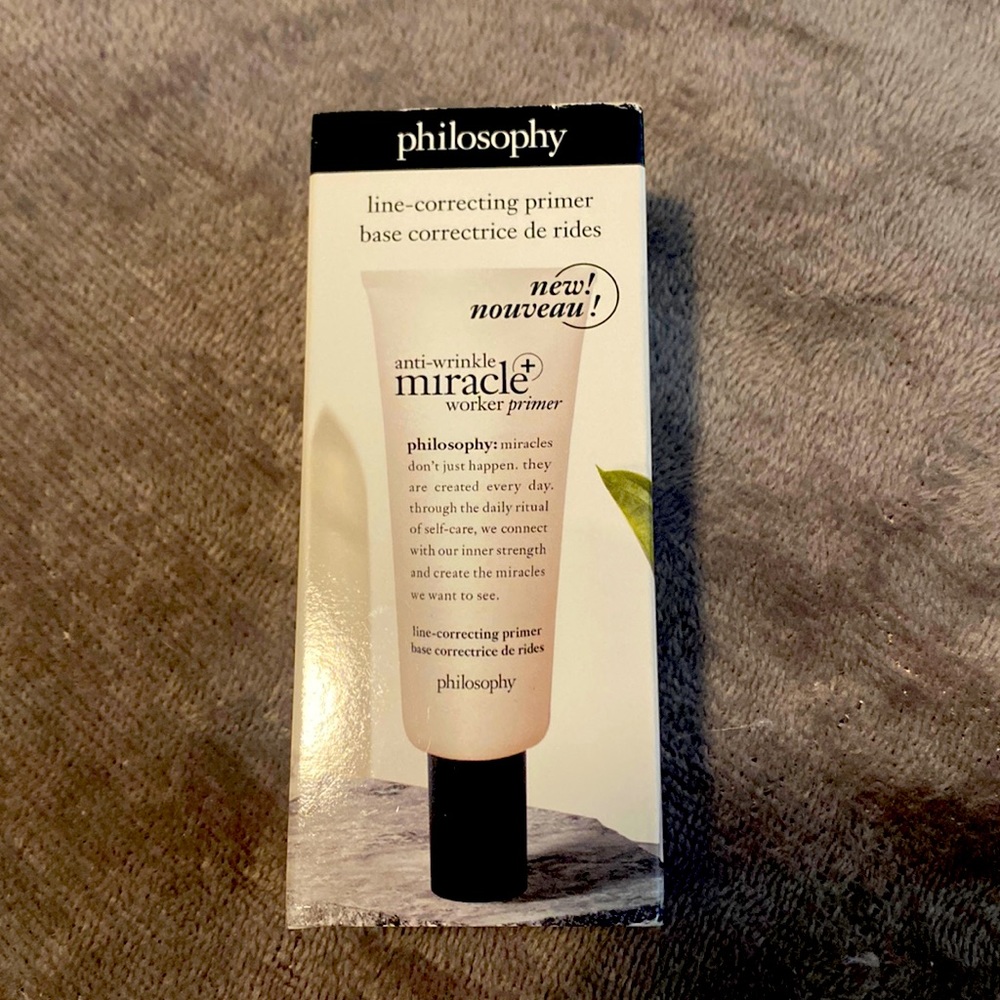 philosophy
line-correcting primer
base correctrice de rides
new!
nouveau!
anti-wrinkle
miracle+
worker primer
philosophy: miracles
don't just happen. they
are created every day.
through the daily ritual
of self-care, we connect
with our inner strength
and create the miracles
we want to see.
line-correcting primer
base correctrice de rides
philosophy